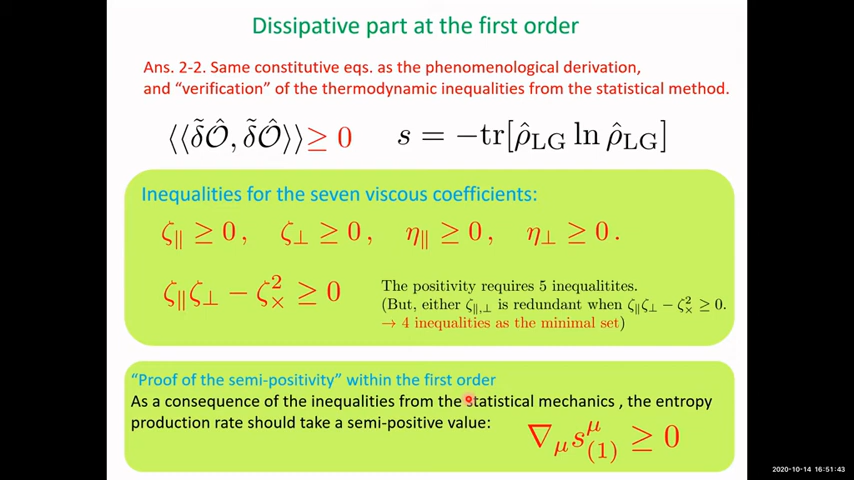 Dissipative part at the first order
Ans. 2-2. Same constitutive eqs. as the phenomenological derivation,
and “verification” of the thermodynamic inequalities from the statistical method.
⟨⟨δ̃Ô, δ̃Ô⟩⟩ ≥ 0 s = −tr[ρ̂_LG ln ρ̂_LG]
Inequalities for the seven viscous coefficients:
ζ_∥ ≥ 0, ζ_⊥ ≥ 0, η_∥ ≥ 0, η_⊥ ≥ 0.
ζ_∥ζ_⊥ − ζ_×^2 ≥ 0
The positivity requires 5 inequalitites.
(But, either ζ_∥,⊥ is redundant when ζ_∥ζ_⊥ − ζ_×^2 ≥ 0.
→ 4 inequalities as the minimal set)
“Proof of the semi-positivity” within the first order
As a consequence of the inequalities from the statistical mechanics , the entropy
production rate should take a semi-positive value:
∇_μ s^μ_(1) ≥ 0
2020-10-14 16:51:43